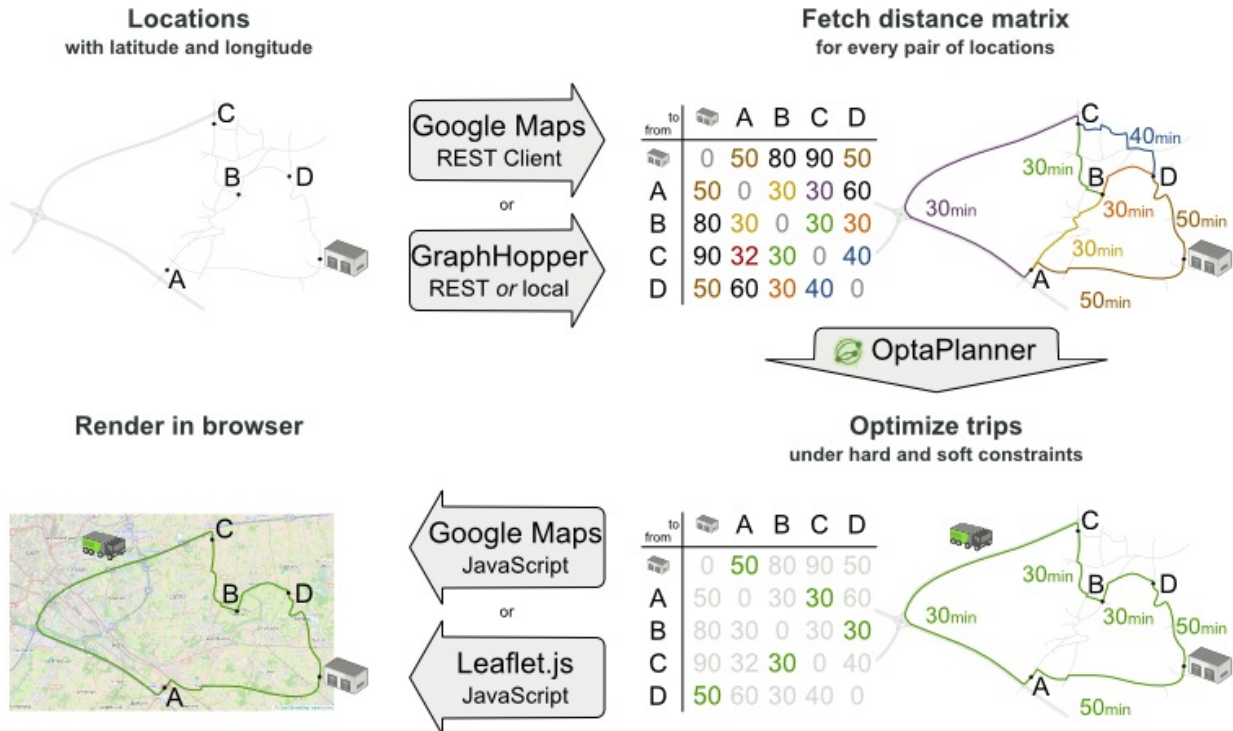 Locations
with latitude and longitude
C
B
D
A
Google Maps
REST Client
or
GraphHopper
REST or local
Fetch distance matrix
for every pair of locations
to
from
A B C D
0 50 80 90 50
A 50 0 30 30 60
B 80 30 0 30 30
C 90 32 30 0 40
D 50 60 30 40 0
C
40min
30min
B
D
30min
30min
50min
30min
A
50min
OptaPlanner
Render in browser
C
B
D
A
Google Maps
JavaScript
or
Leaflet.js
JavaScript
Optimize trips
under hard and soft constraints
to
from
A B C D
0 50 80 90 50
A 50 0 30 30 60
B 80 30 0 30 30
C 90 32 30 0 40
D 50 60 30 40 0
C
30min
B
D
30min
30min
50min
A
50min